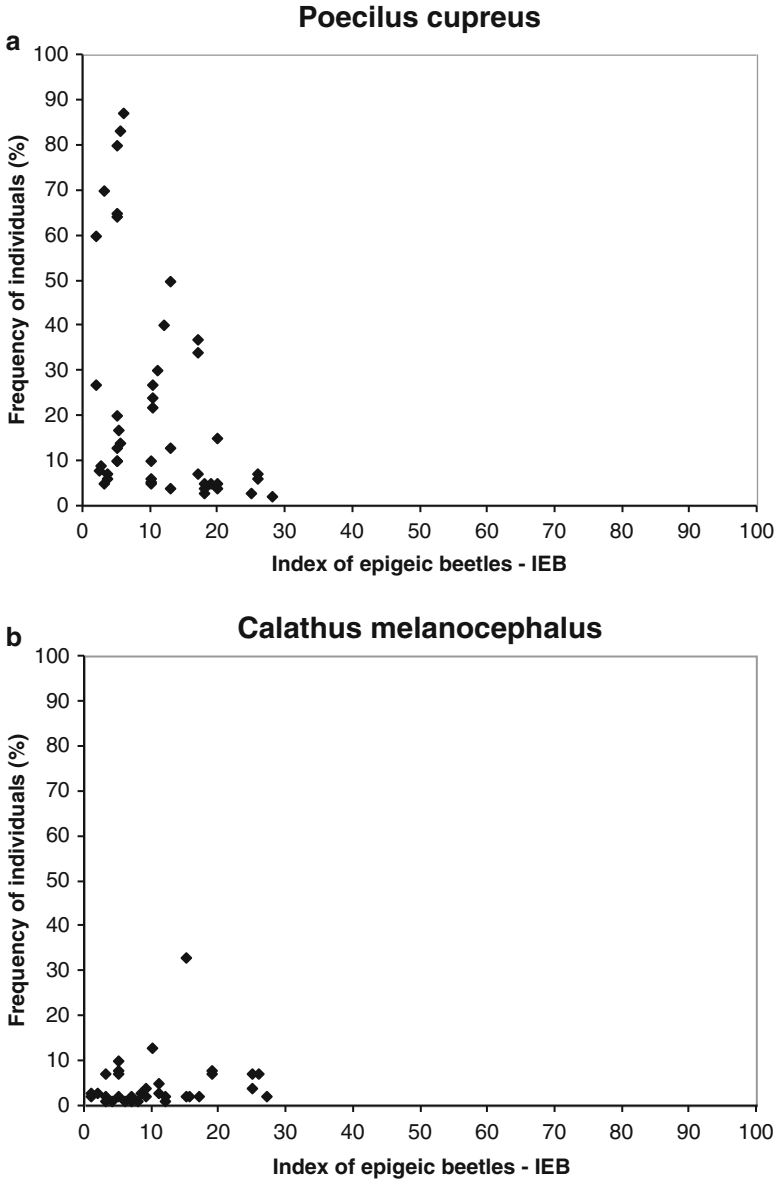 Poecilus cupreus
a
100
90
80
70
60
50
40
30
20
10
0
Frequency of individuals (%)
0 10 20 30 40 50 60 70 80 90 100
Index of epigeic beetles - IEB
Calathus melanocephalus
b
100
90
80
70
60
50
40
30
20
10
0
Frequency of individuals (%)
0 10 20 30 40 50 60 70 80 90 100
Index of epigeic beetles - IEB